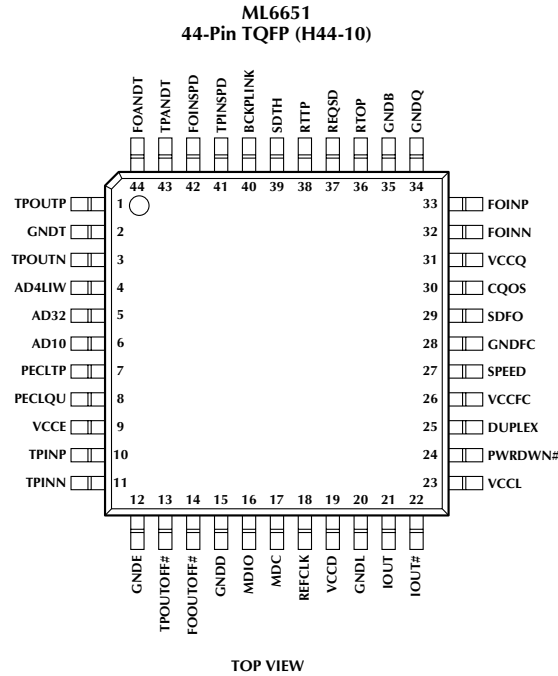 ML6651
44-Pin TQFP (H44-10)
FOANDT
TPANDT
FOINSPD
TPINSPD
BCKPLINK
SDTH
RTTP
REQSD
RTOP
GNDB
GNDQ
44 43 42 41 40 39 38 37 36 35 34
TPOUTP 1 33 FOINP
GNDT 2 32 FOINN
TPOUTN 3 31 VCCQ
AD4LIW 4 30 CQOS
AD32 5 29 SDFO
AD10 6 28 GNDFC
PECLTP 7 27 SPEED
PECLQU 8 26 VCCFC
VCCE 9 25 DUPLEX
TPINP 10 24 PWRDWN#
TPINN 11 23 VCCL
12 13 14 15 16 17 18 19 20 21 22
GNDE
TPOUTOFF#
FOOUTOFF#
GNDD
MDIO
MDC
REFCLK
VCCD
GNDL
IOUT
IOUT#
TOP VIEW